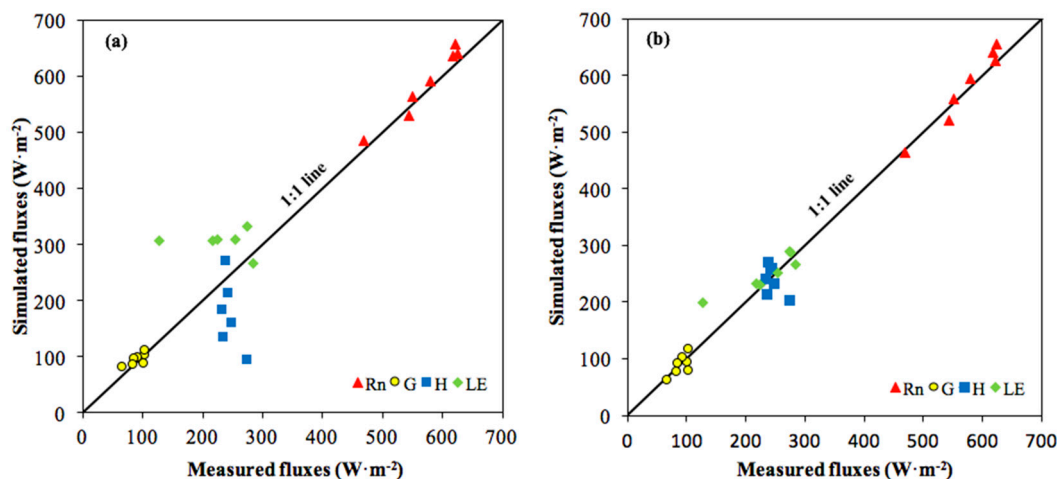 (a)
700
600
500
400
300
200
100
0
Simulated fluxes (W·m⁻²)
1:1 line
Rn G H LE
0 100 200 300 400 500 600 700
Measured fluxes (W·m⁻²)
(b)
700
600
500
400
300
200
100
0
Simulated fluxes (W·m⁻²)
1:1 line
Rn G H LE
0 100 200 300 400 500 600 700
Measured fluxes (W·m⁻²)